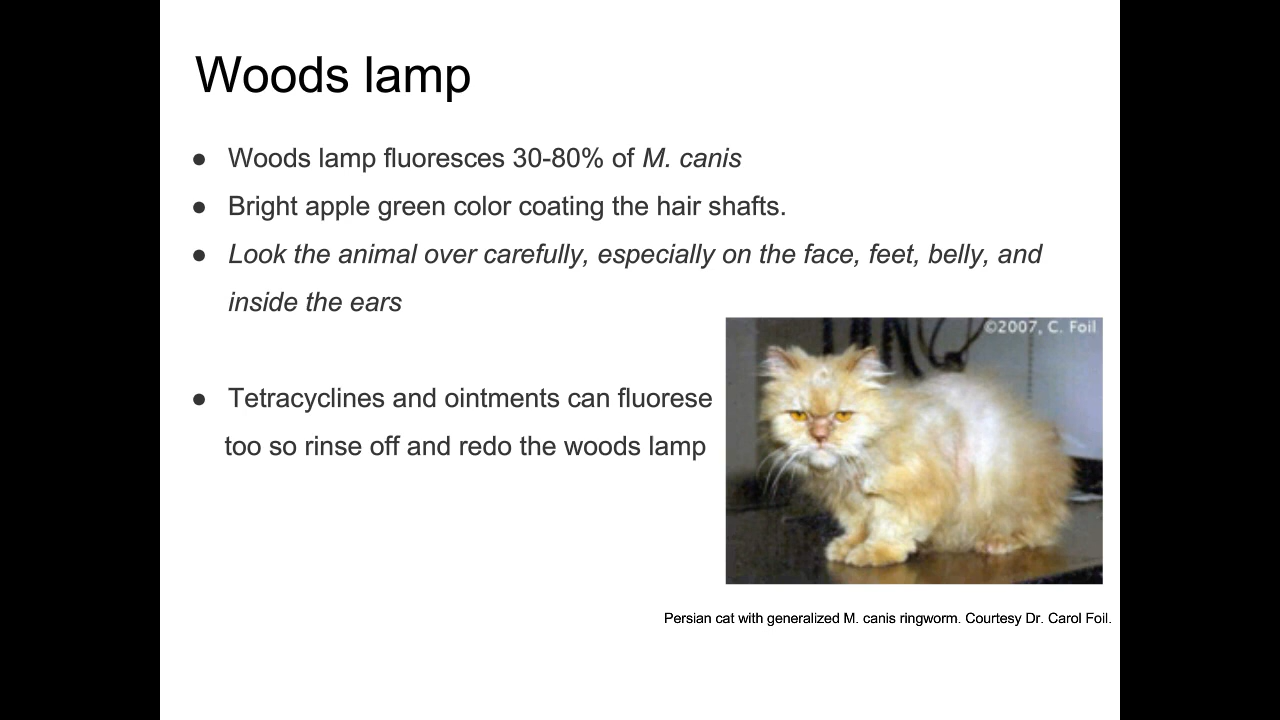 Woods lamp
● Woods lamp fluoresces 30-80% of M. canis
● Bright apple green color coating the hair shafts.
● Look the animal over carefully, especially on the face, feet, belly, and
inside the ears
©2007, C. Foil
● Tetracyclines and ointments can fluorese
too so rinse off and redo the woods lamp
Persian cat with generalized M. canis ringworm. Courtesy Dr. Carol Foil.